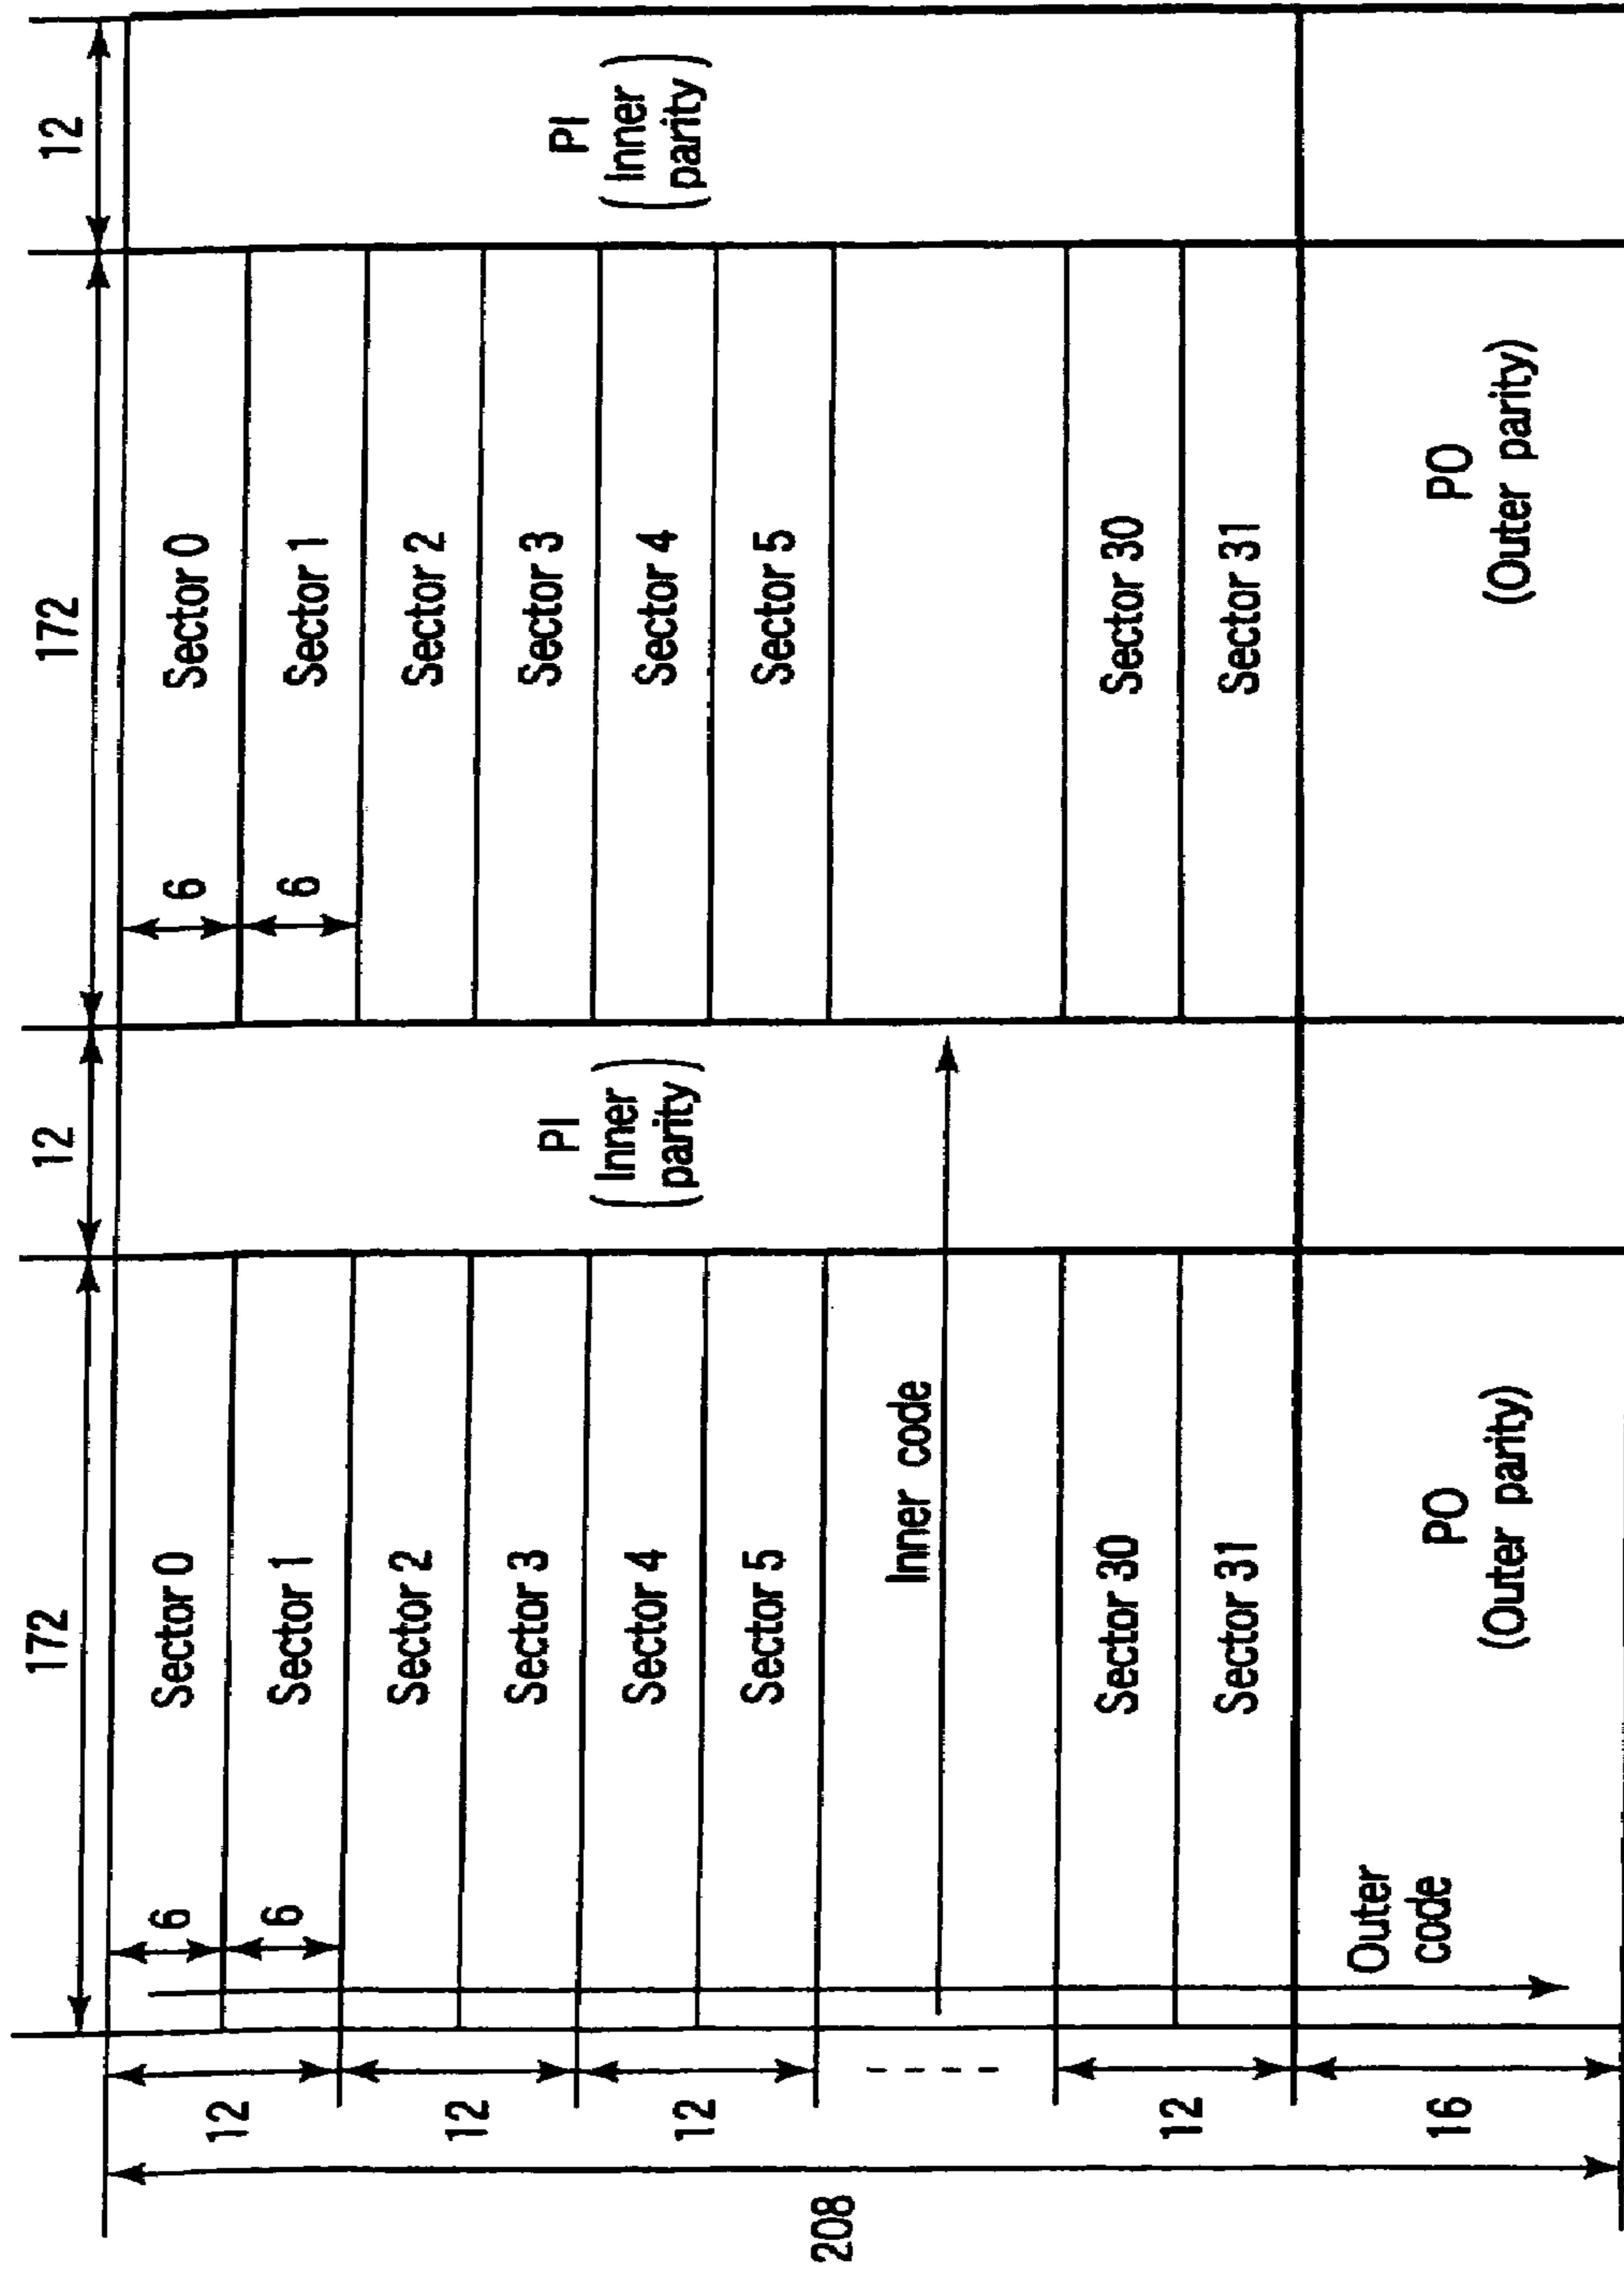 172
12
172
12
6
6
6
6
Sector 0
Sector 1
Sector 2
Sector 3
Sector 4
Sector 5
Sector 30
Sector 31
PI
(Inner
parity)
Sector 0
Sector 1
Sector 2
Sector 3
Sector 4
Sector 5
Sector 30
Sector 31
PI
(Inner
parity)
Inner code
Outer
code
PO
(Outer parity)
PO
(Outer parity)
12
12
12
12
16
208